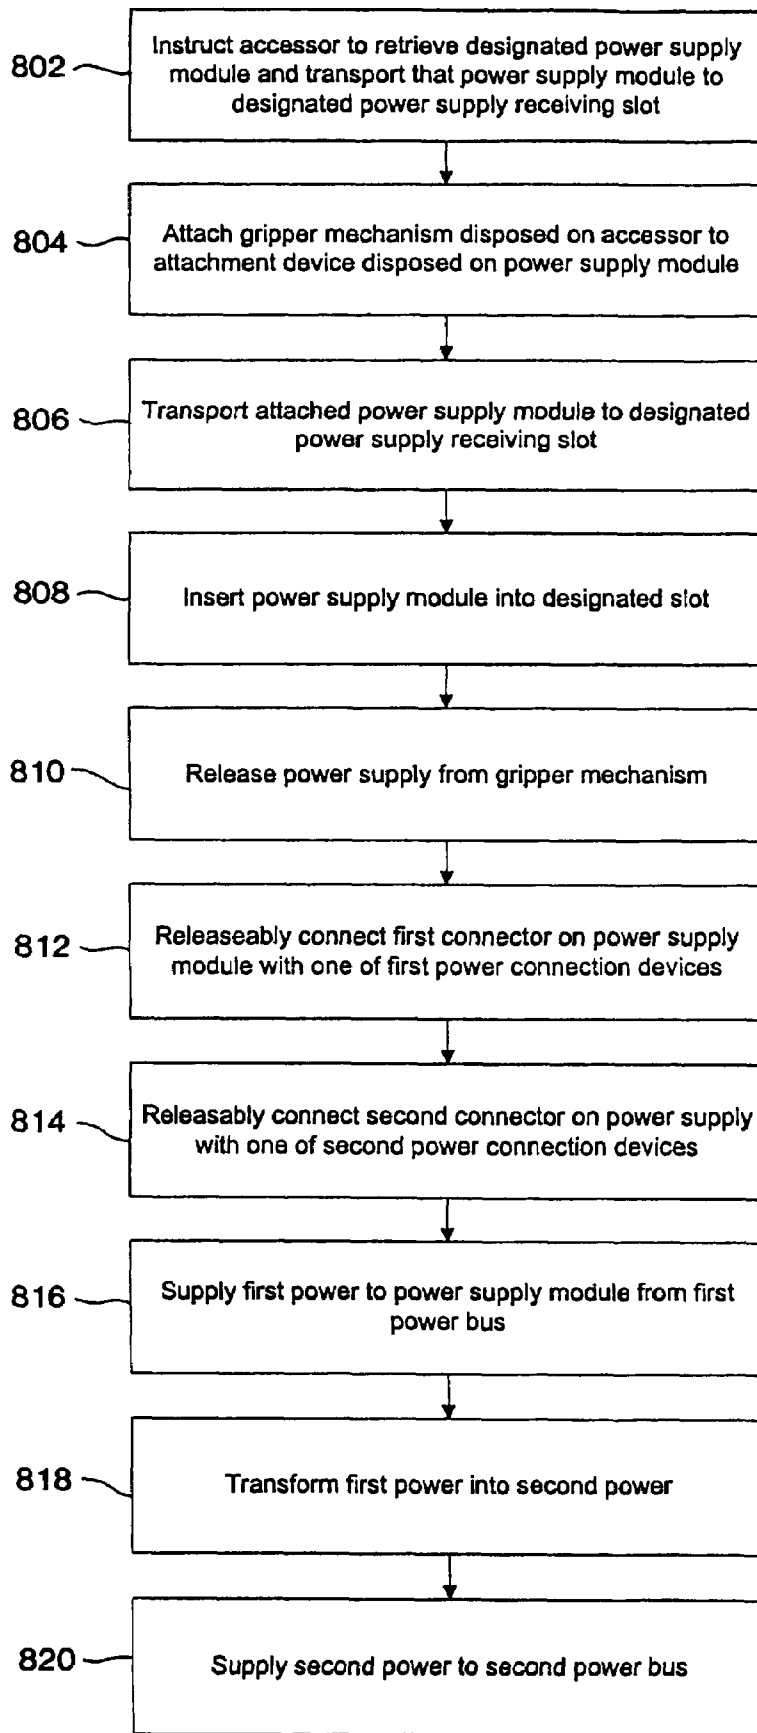 802
Instruct accessor to retrieve designated power supply
module and transport that power supply module to
designated power supply receiving slot
804
Attach gripper mechanism disposed on accessor to
attachment device disposed on power supply module
806
Transport attached power supply module to designated
power supply receiving slot
808
Insert power supply module into designated slot
810
Release power supply from gripper mechanism
812
Releaseably connect first connector on power supply
module with one of first power connection devices
814
Releasably connect second connector on power supply
with one of second power connection devices
816
Supply first power to power supply module from first
power bus
818
Transform first power into second power
820
Supply second power to second power bus